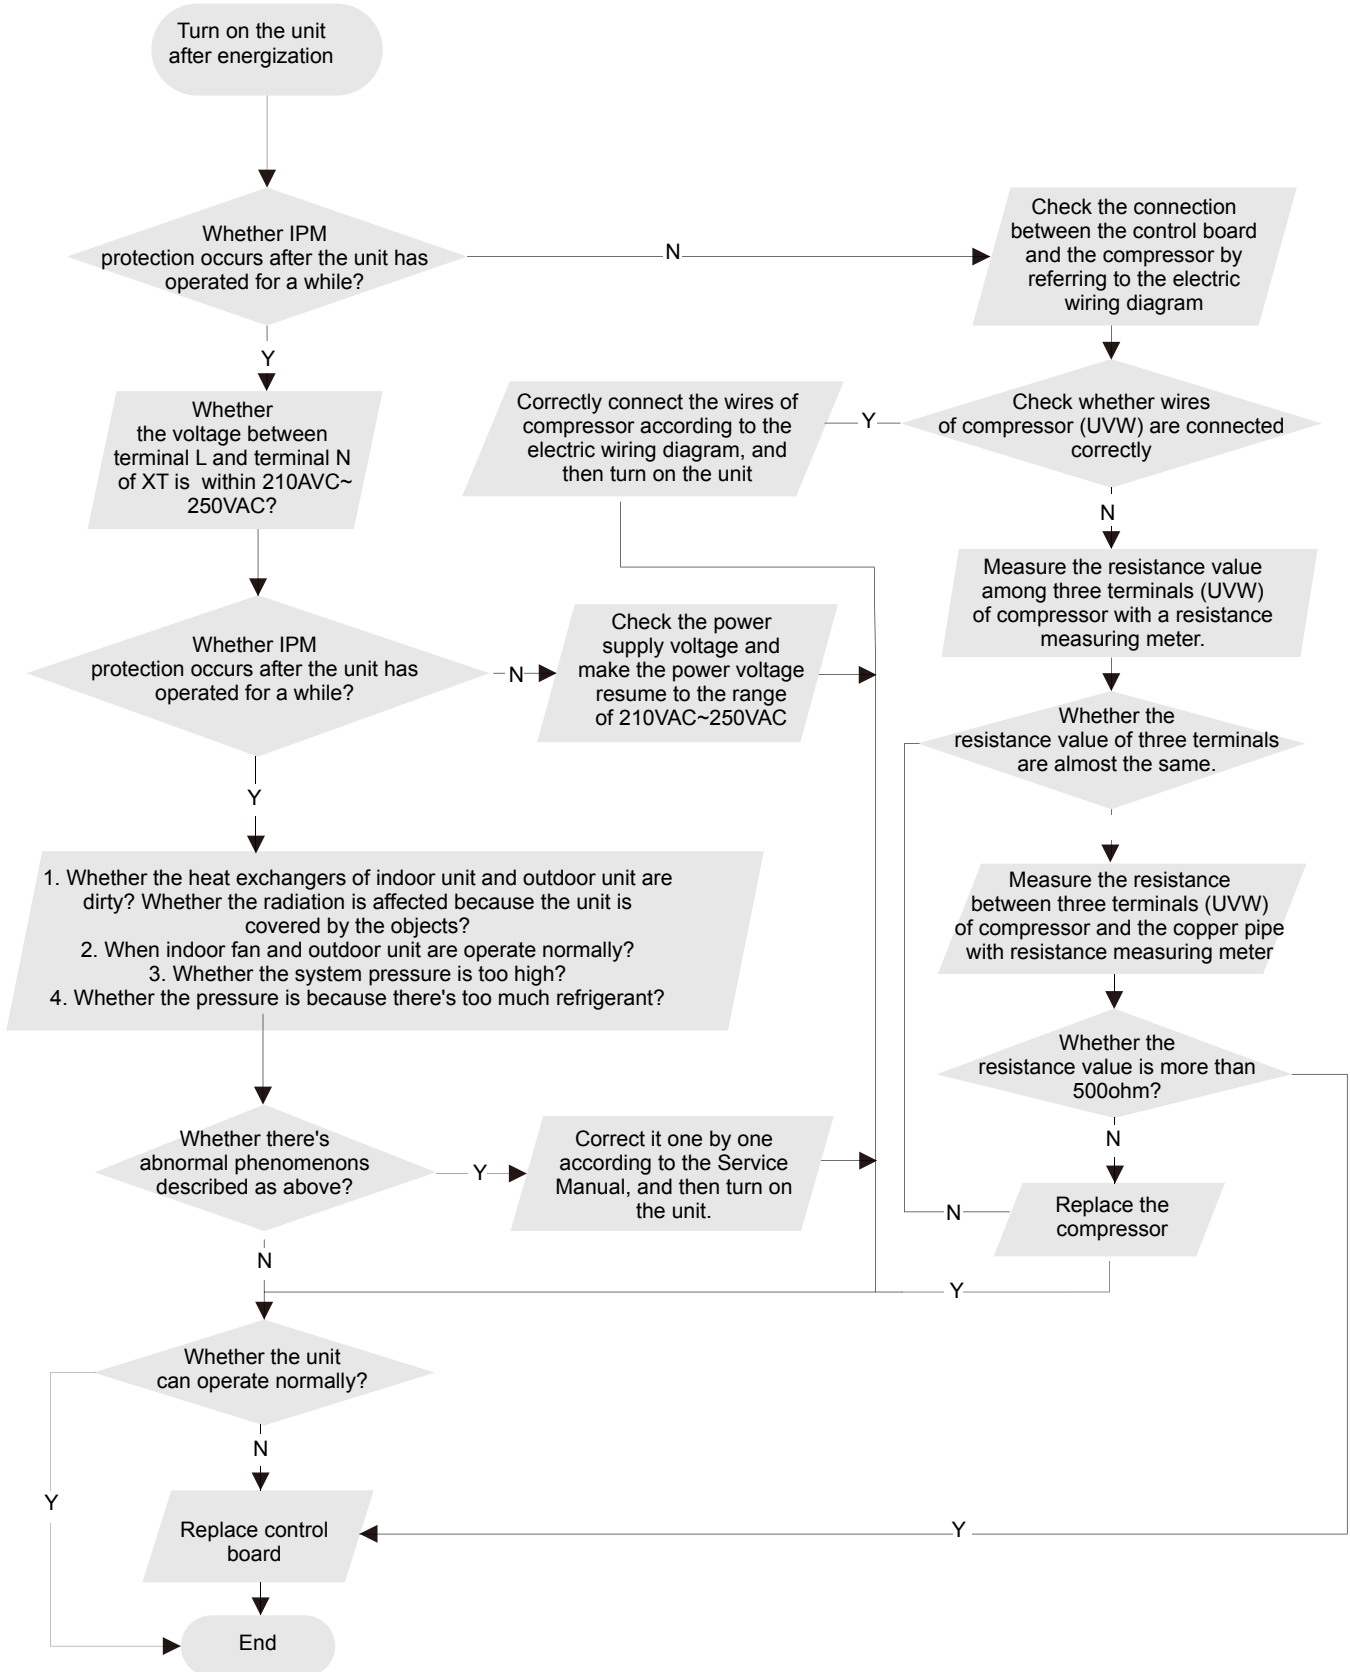 Turn on the unit
after energization
Whether IPM
protection occurs after the unit has
operated for a while?
N
Check the connection
between the control board
and the compressor by
referring to the electric
wiring diagram
Y
Whether
the voltage between
terminal L and terminal N
of XT is within 210AVC~
250VAC?
Correctly connect the wires of
compressor according to the
electric wiring diagram, and
then turn on the unit
Y
Check whether wires
of compressor (UVW) are connected
correctly
N
Measure the resistance value
among three terminals (UVW)
of compressor with a resistance
measuring meter.
Whether IPM
protection occurs after the unit has
operated for a while?
N
Check the power
supply voltage and
make the power voltage
resume to the range
of 210VAC~250VAC
Whether the
resistance value of three terminals
are almost the same.
Y
1. Whether the heat exchangers of indoor unit and outdoor unit are
dirty? Whether the radiation is affected because the unit is
covered by the objects?
2. When indoor fan and outdoor unit are operate normally?
3. Whether the system pressure is too high?
4. Whether the pressure is because there's too much refrigerant?
Measure the resistance
between three terminals (UVW)
of compressor and the copper pipe
with resistance measuring meter
Whether the
resistance value is more than
500ohm?
Whether there's
abnormal phenomenons
described as above?
Y
Correct it one by one
according to the Service
Manual, and then turn on
the unit.
N
N
Replace the
compressor
N
Y
Whether the unit
can operate normally?
N
Y
Replace control
board
Y
End